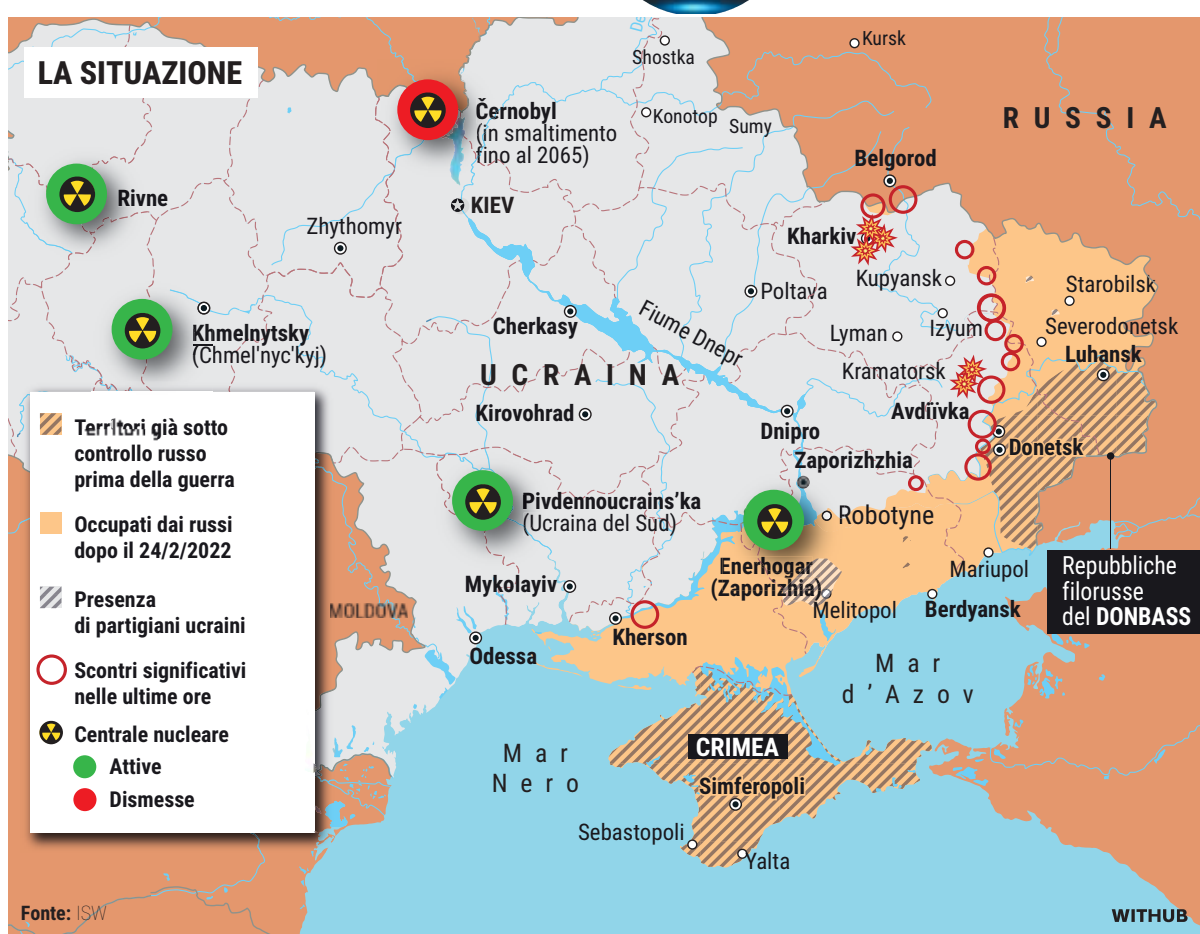 LA SITUAZIONE
Shostka
Kursk
RUSSIA
Černobyl
(in smaltimento
fino al 2065)
Konotop
Sumy
Belgorod
Rivne
KIEV
Zhythomyr
Kharkiv
Kupyansk
Starobilsk
Poltava
Khmelnytsky
(Chmel'nyc'kyj)
Cherkasy
Fiume Dnepr
Lyman
Izyum
Severodonetsk
Luhansk
UCRAINA
Kramatorsk
Kirovohrad
Dnipro
Avdiïvka
Donetsk
Zaporizhzhia
Pivdennoucrains'ka
(Ucraina del Sud)
Robotyne
Enerhogar
(Zaporizhia)
Mariupol
Repubbliche
filorusse
del DONBASS
Mykolayiv
Melitopol
Berdyansk
MOLDOVA
Kherson
Odessa
Mar
d'Azov
Mar
Nero
CRIMEA
Simferopoli
Sebastopoli
Yalta
Territori già sotto
controllo russo
prima della guerra
Occupati dai russi
dopo il 24/2/2022
Presenza
di partigiani ucraini
Scontri significativi
nelle ultime ore
Centrale nucleare
Attive
Dismesse
Fonte: ISW
WITHUB